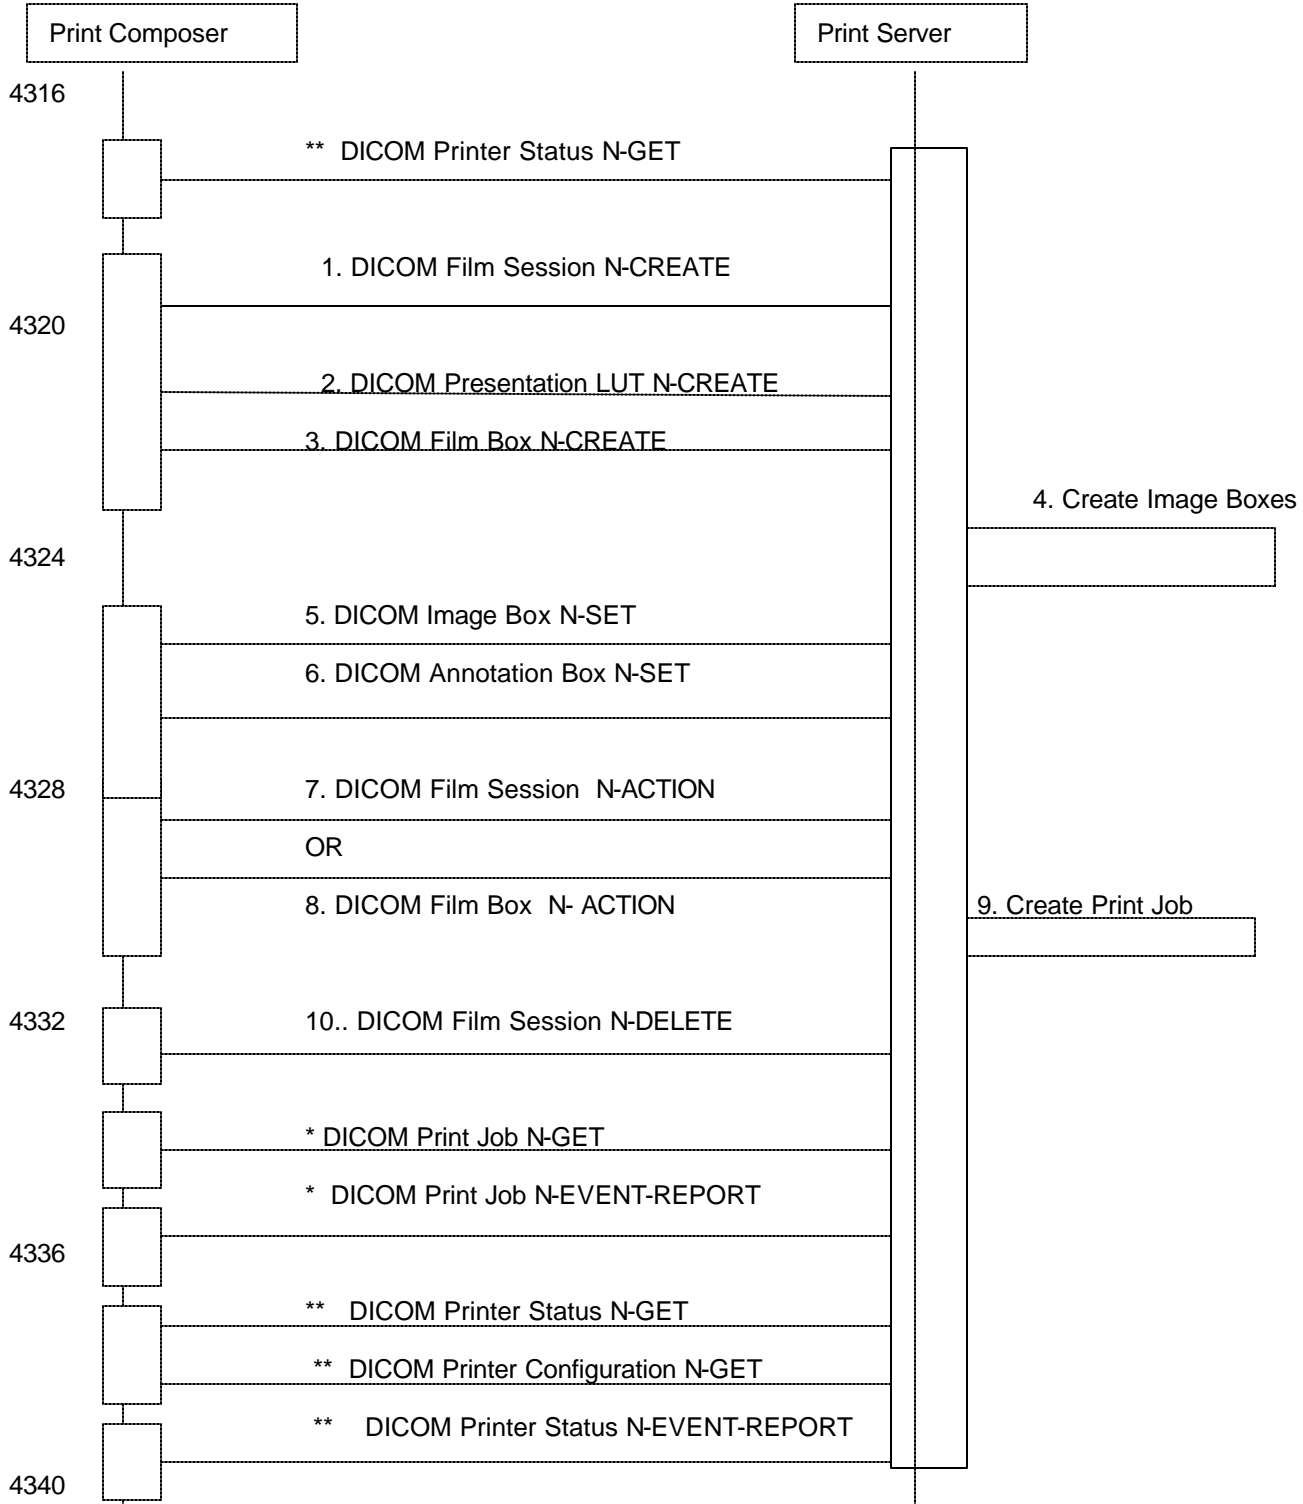 Print Composer
Print Server
4316
** DICOM Printer Status N-GET
1. DICOM Film Session N-CREATE
4320
2. DICOM Presentation LUT N-CREATE
3. DICOM Film Box N-CREATE
4. Create Image Boxes
4324
5. DICOM Image Box N-SET
6. DICOM Annotation Box N-SET
4328
7. DICOM Film Session N-ACTION
OR
8. DICOM Film Box N- ACTION
9. Create Print Job
4332
10.. DICOM Film Session N-DELETE
* DICOM Print Job N-GET
* DICOM Print Job N-EVENT-REPORT
4336
** DICOM Printer Status N-GET
** DICOM Printer Configuration N-GET
** DICOM Printer Status N-EVENT-REPORT
4340